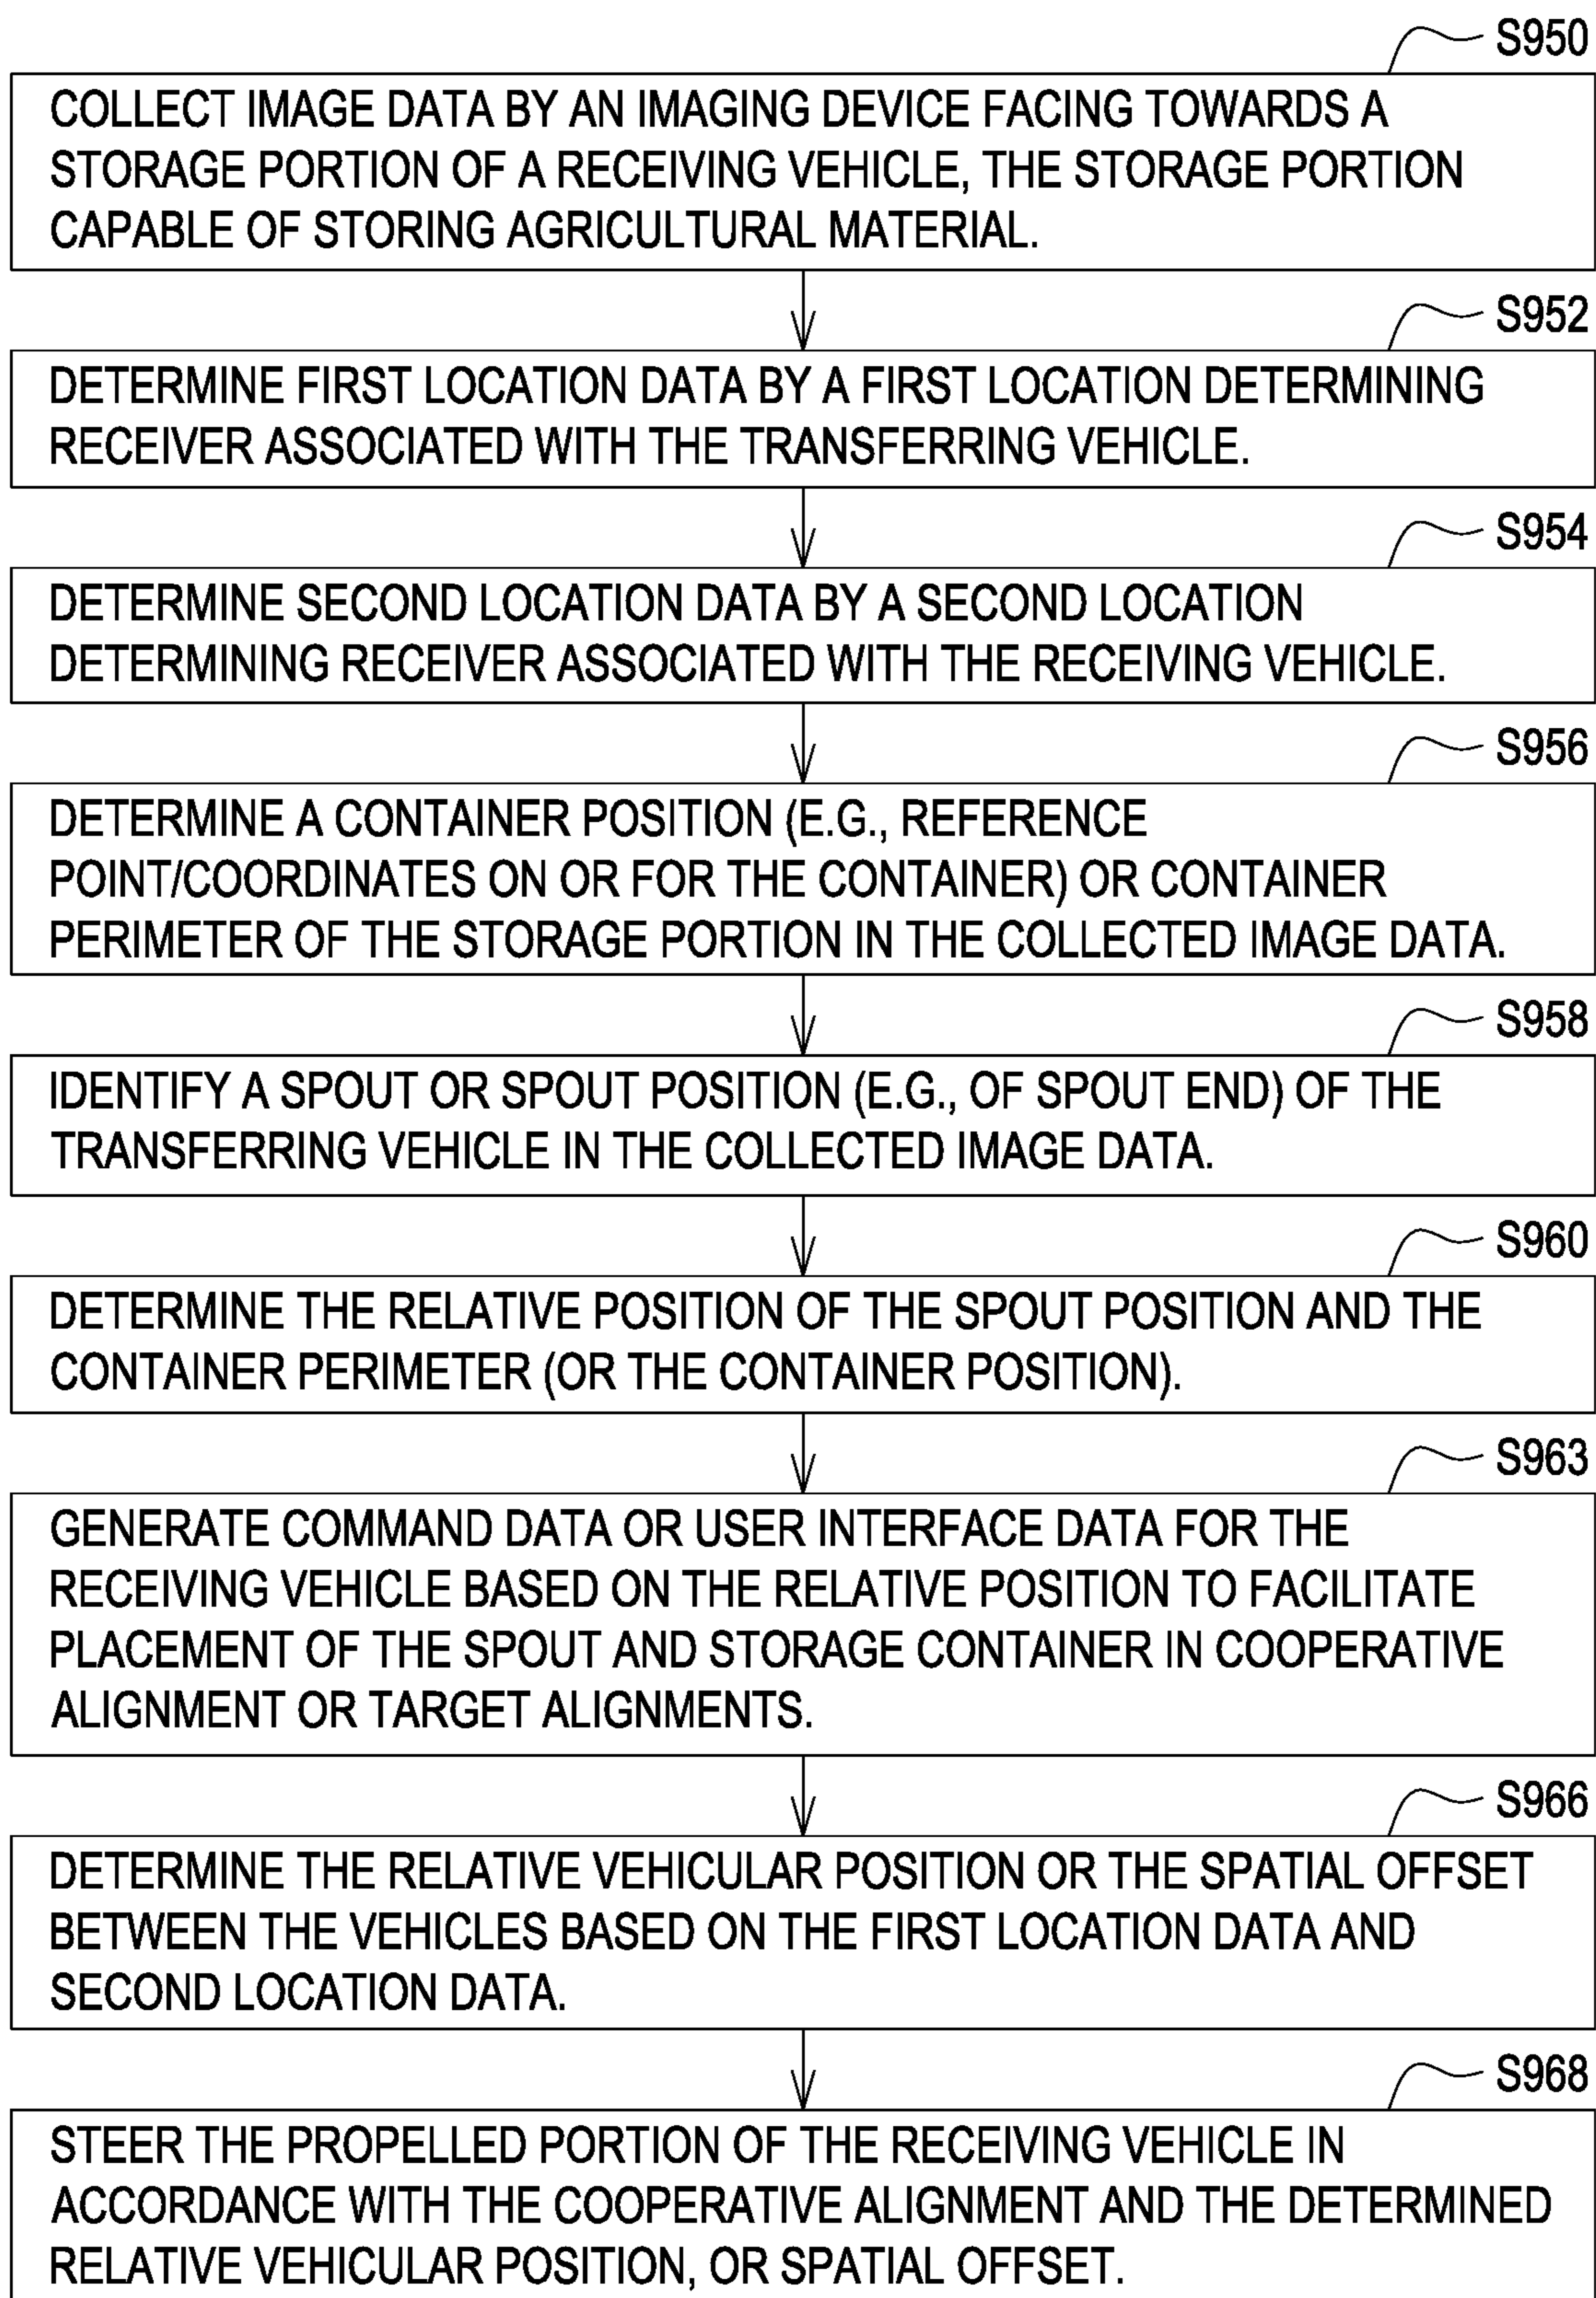 S950
COLLECT IMAGE DATA BY AN IMAGING DEVICE FACING TOWARDS A
STORAGE PORTION OF A RECEIVING VEHICLE, THE STORAGE PORTION
CAPABLE OF STORING AGRICULTURAL MATERIAL.
S952
DETERMINE FIRST LOCATION DATA BY A FIRST LOCATION DETERMINING
RECEIVER ASSOCIATED WITH THE TRANSFERRING VEHICLE.
S954
DETERMINE SECOND LOCATION DATA BY A SECOND LOCATION
DETERMINING RECEIVER ASSOCIATED WITH THE RECEIVING VEHICLE.
S956
DETERMINE A CONTAINER POSITION (E.G., REFERENCE
POINT/COORDINATES ON OR FOR THE CONTAINER) OR CONTAINER
PERIMETER OF THE STORAGE PORTION IN THE COLLECTED IMAGE DATA.
S958
IDENTIFY A SPOUT OR SPOUT POSITION (E.G., OF SPOUT END) OF THE
TRANSFERRING VEHICLE IN THE COLLECTED IMAGE DATA.
S960
DETERMINE THE RELATIVE POSITION OF THE SPOUT POSITION AND THE
CONTAINER PERIMETER (OR THE CONTAINER POSITION).
S963
GENERATE COMMAND DATA OR USER INTERFACE DATA FOR THE
RECEIVING VEHICLE BASED ON THE RELATIVE POSITION TO FACILITATE
PLACEMENT OF THE SPOUT AND STORAGE CONTAINER IN COOPERATIVE
ALIGNMENT OR TARGET ALIGNMENTS.
S966
DETERMINE THE RELATIVE VEHICULAR POSITION OR THE SPATIAL OFFSET
BETWEEN THE VEHICLES BASED ON THE FIRST LOCATION DATA AND
SECOND LOCATION DATA.
S968
STEER THE PROPELLED PORTION OF THE RECEIVING VEHICLE IN
ACCORDANCE WITH THE COOPERATIVE ALIGNMENT AND THE DETERMINED
RELATIVE VEHICULAR POSITION, OR SPATIAL OFFSET.